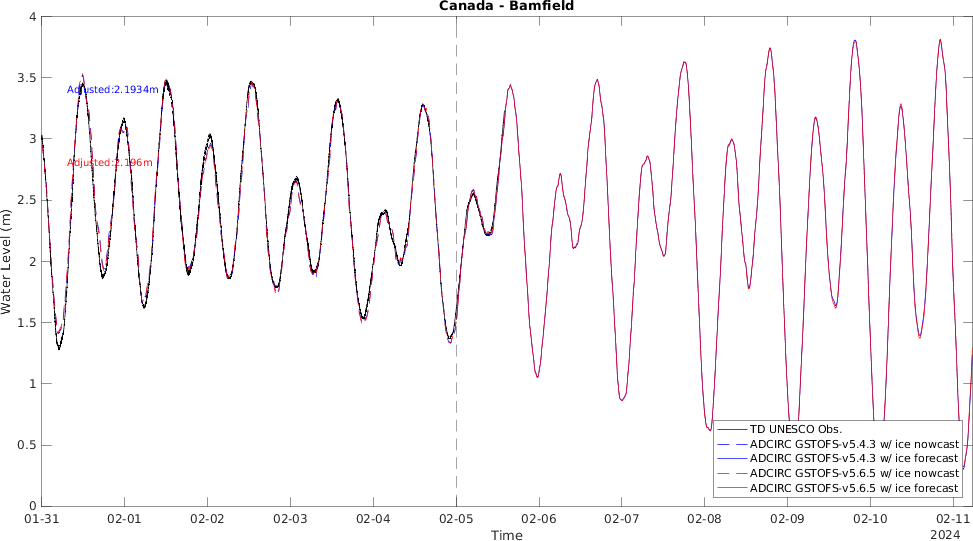 Canada - Bamfield
4
3.5
3
2.5
2
1.5
1
0.5
0
Water Level (m)
Adjusted:2.1934m
Adjusted:2.196m
TD UNESCO Obs.
ADCIRC GSTOFS-v5.4.3 w/ ice nowcast
ADCIRC GSTOFS-v5.4.3 w/ ice forecast
ADCIRC GSTOFS-v5.6.5 w/ ice nowcast
ADCIRC GSTOFS-v5.6.5 w/ ice forecast
01-31 02-01 02-02 02-03 02-04 02-05 02-06 02-07 02-08 02-09 02-10 02-11
Time 2024